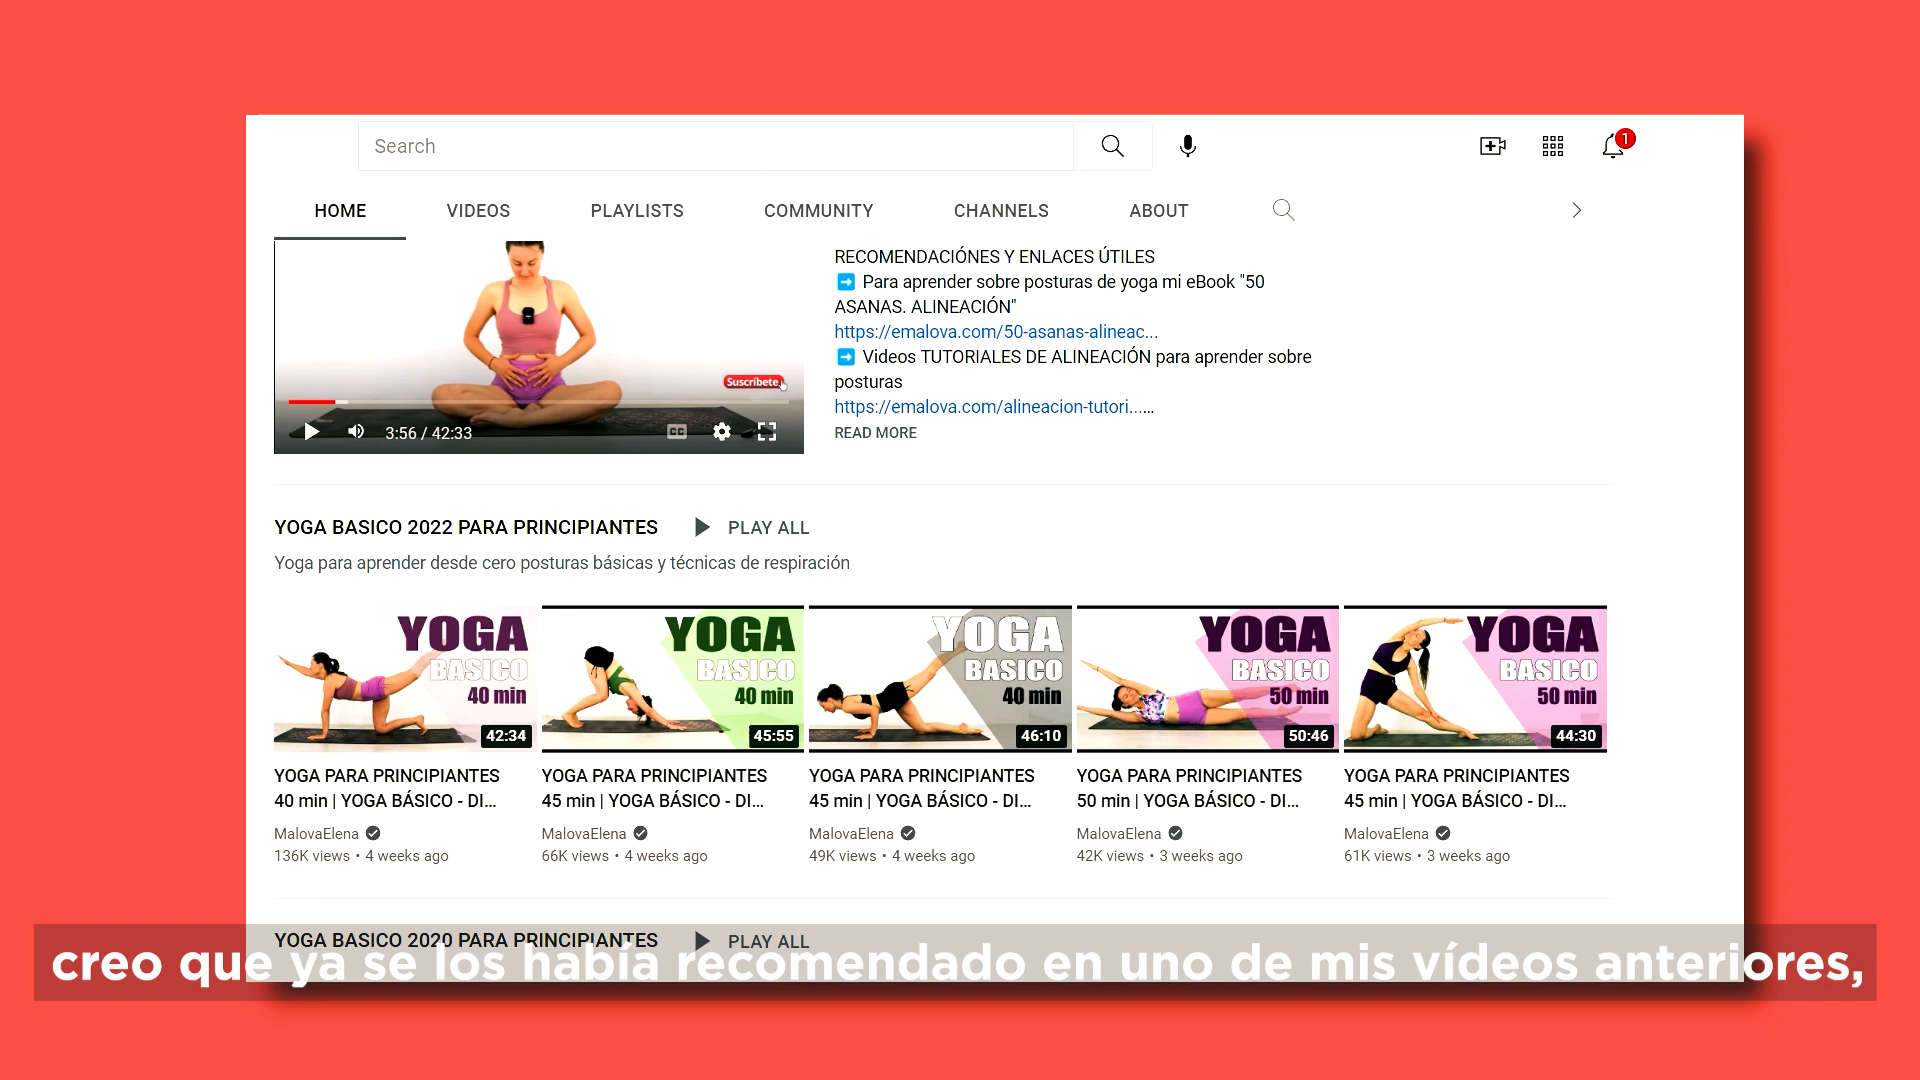 Search
1
HOME
VIDEOS
PLAYLISTS
COMMUNITY
CHANNELS
ABOUT
Suscríbete
3:56 / 42:33
CC
RECOMENDACIÓNES Y ENLACES ÚTILES
Para aprender sobre posturas de yoga mi eBook "50
ASANAS. ALINEACIÓN"
https://emalova.com/50-asanas-alineac...
Videos TUTORIALES DE ALINEACIÓN para aprender sobre
posturas
https://emalova.com/alineacion-tutori......
READ MORE
YOGA BASICO 2022 PARA PRINCIPIANTES
PLAY ALL
Yoga para aprender desde cero posturas básicas y técnicas de respiración
YOGA
BASICO
40 min
42:34
YOGA PARA PRINCIPIANTES
40 min | YOGA BÁSICO - DI...
MalovaElena
136K views • 4 weeks ago
YOGA
BASICO
40 min
45:55
YOGA PARA PRINCIPIANTES
45 min | YOGA BÁSICO - DI...
MalovaElena
66K views • 4 weeks ago
YOGA
BASICO
40 min
46:10
YOGA PARA PRINCIPIANTES
45 min | YOGA BÁSICO - DI...
MalovaElena
49K views • 4 weeks ago
YOGA
BASICO
50 min
50:46
YOGA PARA PRINCIPIANTES
50 min | YOGA BÁSICO - DI...
MalovaElena
42K views • 3 weeks ago
YOGA
BASICO
50 min
44:30
YOGA PARA PRINCIPIANTES
45 min | YOGA BÁSICO - DI...
MalovaElena
61K views • 3 weeks ago
YOGA BASICO 2020 PARA PRINCIPIANTES
PLAY ALL
creo que ya se los había recomendado en uno de mis vídeos anteriores,